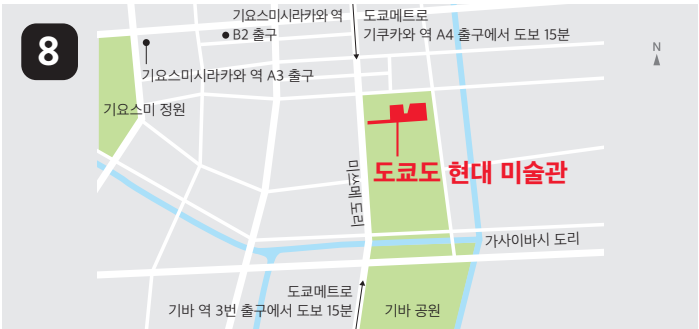 8
기요스미시라카와 역
B2 출구
도쿄메트로
기쿠카와 역 A4 출구에서 도보 15분
N
기요스미시라카와 역 A3 출구
기요스미 정원
도쿄도 현대 미술관
미쓰메 도리
가사이바시 도리
도쿄메트로
기바 역 3번 출구에서 도보 15분
기바 공원